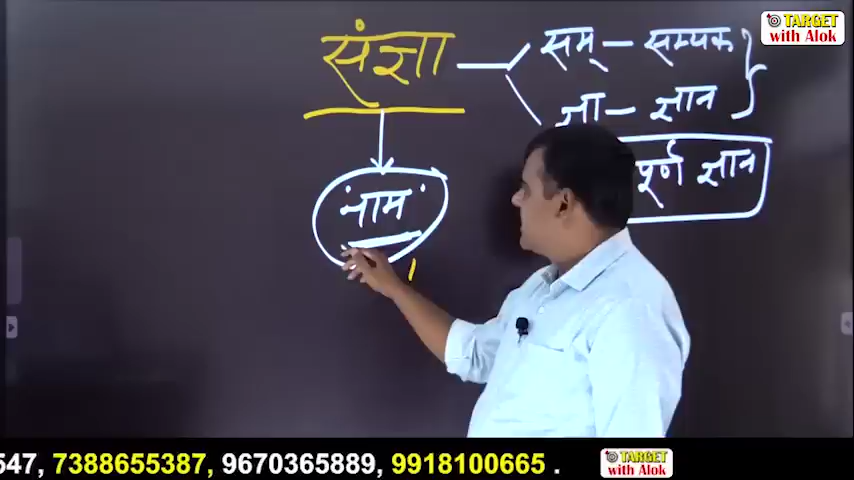 TARGET
with Alok
संज्ञा
सम् – सम्यक
ज्ञा – ज्ञान
पूर्ण ज्ञान
'नाम'
547, 7388655387, 9670365889, 9918100665 .
TARGET
with Alok